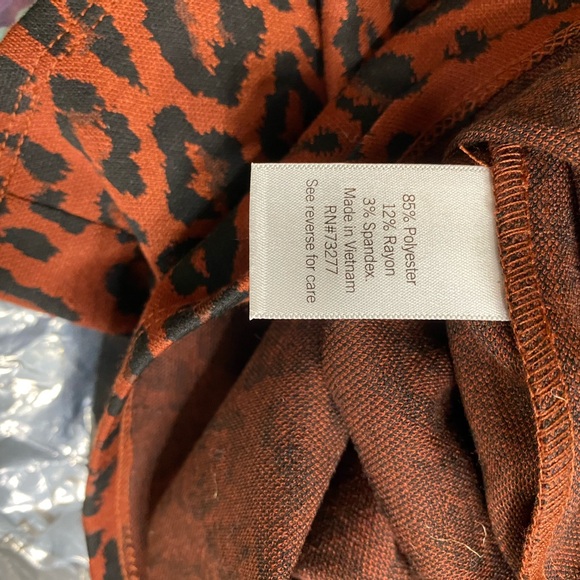 85% Polyester
12% Rayon
3% Spandex.
Made in Vietnam
RN#73277
See reverse for care